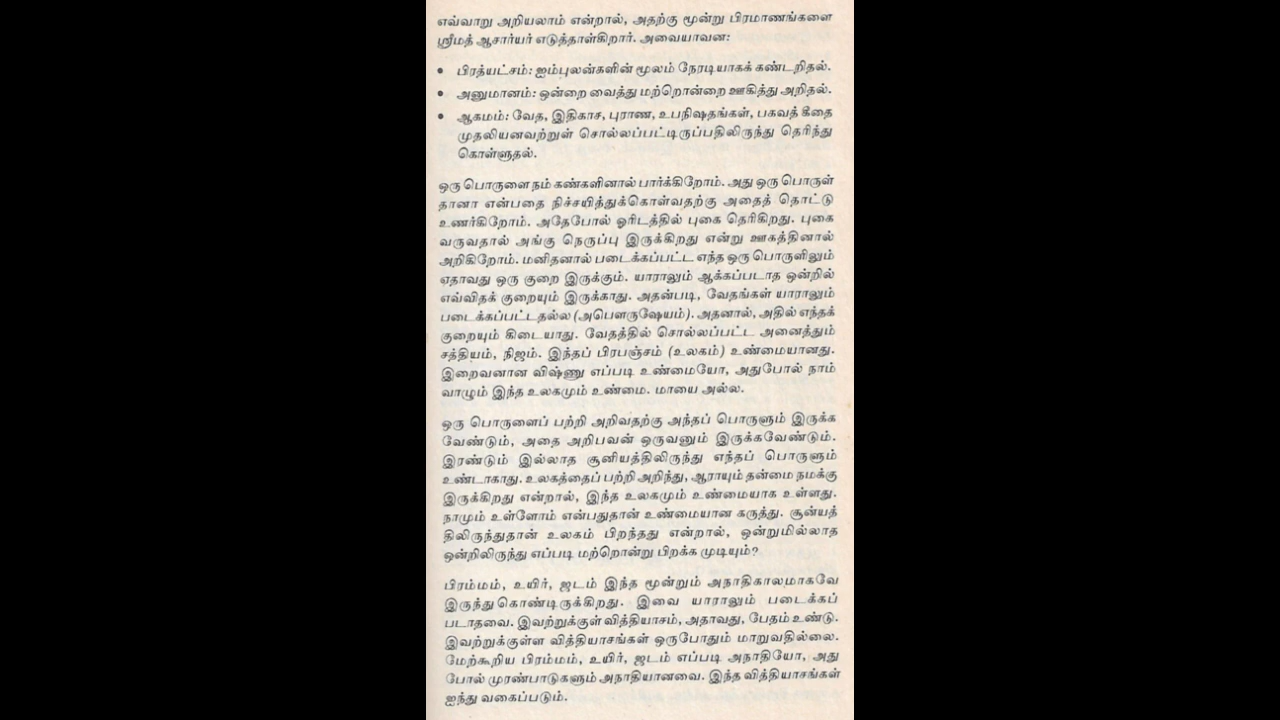 எவ்வாறு அறியலாம் என்றால், அதற்கு மூன்று பிரமாணங்களை
ஸ்ரீமத் ஆசார்யர் எடுத்தாள்கிறார். அவையாவன:
• பிரத்யட்சம்: ஐம்புலன்களின் மூலம் நேரடியாகக் கண்டறிதல்.
• அனுமானம்: ஒன்றை வைத்து மற்றொன்றை ஊகித்து அறிதல்.
• ஆகமம்: வேத, இதிகாச, புராண, உபநிஷதங்கள், பகவத் கீதை
முதலியனவற்றுள் சொல்லப்பட்டிருப்பதிலிருந்து தெரிந்து
கொள்ளுதல்.
ஒரு பொருளை நம் கண்களினால் பார்க்கிறோம். அது ஒரு பொருள்
தானா என்பதை நிச்சயித்துக்கொள்வதற்கு அதைத் தொட்டு
உணர்கிறோம். அதேபோல் ஓரிடத்தில் புகை தெரிகிறது. புகை
வருவதால் அங்கு நெருப்பு இருக்கிறது என்று ஊகத்தினால்
அறிகிறோம். மனிதனால் படைக்கப்பட்ட எந்த ஒரு பொருளிலும்
ஏதாவது ஒரு குறை இருக்கும். யாராலும் ஆக்கப்படாத ஒன்றில்
எவ்விதக் குறையும் இருக்காது. அதன்படி, வேதங்கள் யாராலும்
படைக்கப்பட்டதல்ல (அபௌருஷேயம்). அதனால், அதில் எந்தக்
குறையும் கிடையாது. வேதத்தில் சொல்லப்பட்ட அனைத்தும்
சத்தியம், நிஜம். இந்தப் பிரபஞ்சம் (உலகம்) உண்மையானது.
இறைவனான விஷ்ணு எப்படி உண்மையோ, அதுபோல் நாம்
வாழும் இந்த உலகமும் உண்மை. மாயை அல்ல.
ஒரு பொருளைப் பற்றி அறிவதற்கு அந்தப் பொருளும் இருக்க
வேண்டும், அதை அறிபவன் ஒருவனும் இருக்கவேண்டும்.
இரண்டும் இல்லாத சூனியத்திலிருந்து எந்தப் பொருளும்
உண்டாகாது. உலகத்தைப் பற்றி அறிந்து, ஆராயும் தன்மை நமக்கு
இருக்கிறது என்றால், இந்த உலகமும் உண்மையாக உள்ளது.
நாமும் உள்ளோம் என்பதுதான் உண்மையான கருத்து. சூன்யத்
திலிருந்துதான் உலகம் பிறந்தது என்றால், ஒன்றுமில்லாத
ஒன்றிலிருந்து எப்படி மற்றொன்று பிறக்க முடியும்?
பிரம்மம், உயிர், ஜடம் இந்த மூன்றும் அநாதிகாலமாகவே
இருந்து கொண்டிருக்கிறது. இவை யாராலும் படைக்கப்
படாதவை. இவற்றுக்குள் வித்தியாசம், அதாவது, பேதம் உண்டு.
இவற்றுக்குள்ள வித்தியாசங்கள் ஒருபோதும் மாறுவதில்லை.
மேற்கூறிய பிரம்மம், உயிர், ஜடம் எப்படி அநாதியோ, அது
போல் முரண்பாடுகளும் அநாதியானவை. இந்த வித்தியாசங்கள்
ஐந்து வகைப்படும்.